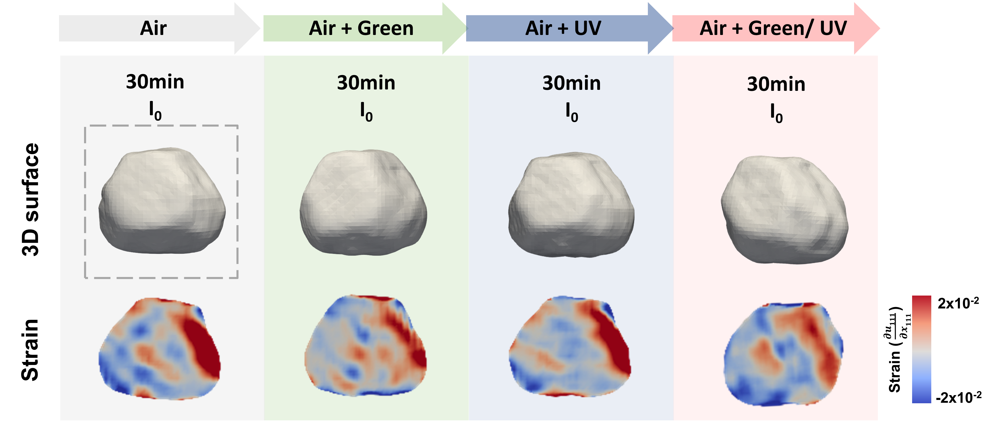 Air
Air + Green
Air + UV
Air + Green/ UV
30min
I₀
30min
I₀
30min
I₀
30min
I₀
3D surface
Strain
Strain (∂u₁₁₁/∂x₁₁₁)
2x10⁻²
-2x10⁻²